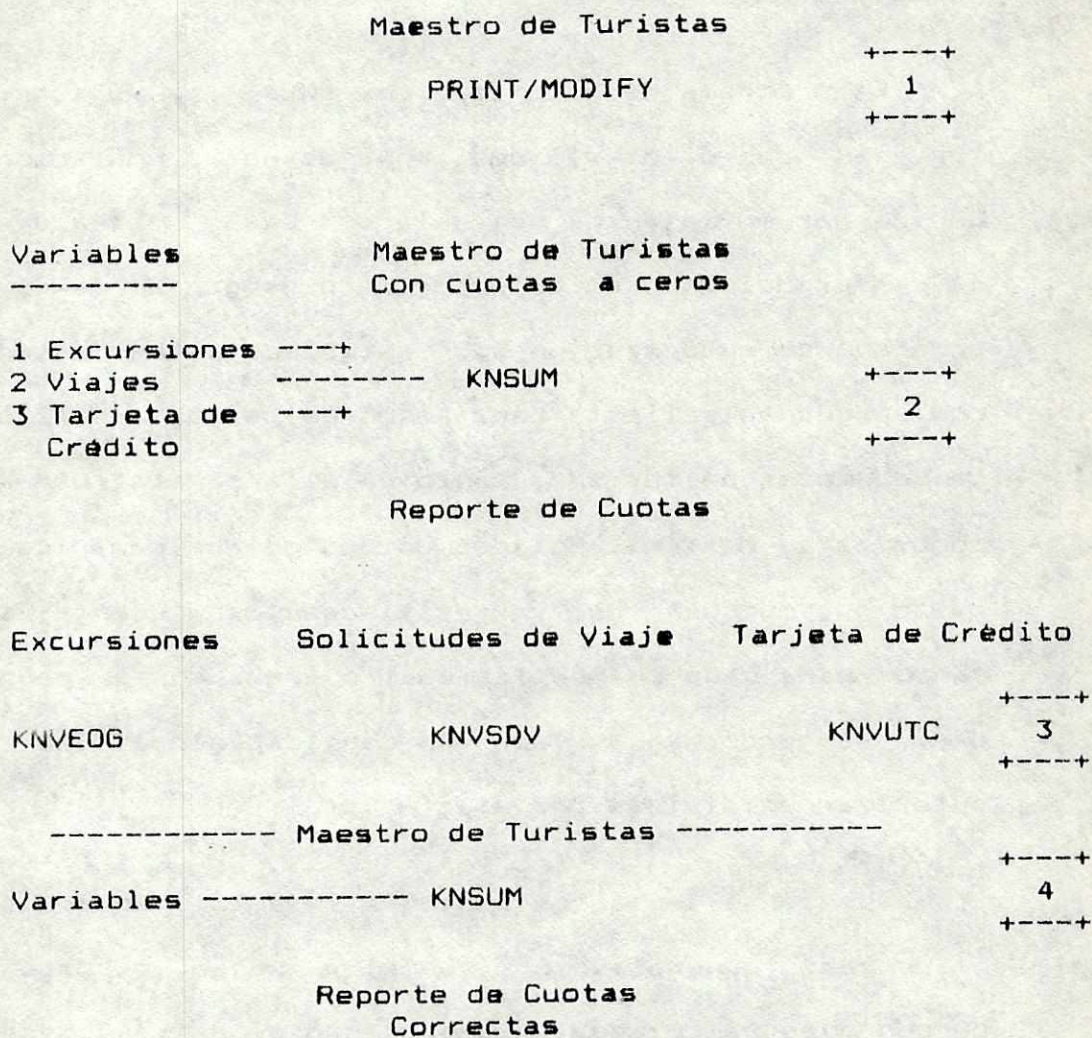 Maestro de Turistas
+----+
PRINT/MODIFY 1
+----+
Variables Maestro de Turistas
--------- Con cuotas a ceros
1 Excursiones ---+
2 Viajes -------- KNSUM +----+
3 Tarjeta de ---+ 2
Crédito +----+
Reporte de Cuotas
Excursiones Solicitudes de Viaje Tarjeta de Crédito
+----+
KNVEOG KNVSDV KNVUTC 3
+----+
------------ Maestro de Turistas -----------
+----+
Variables ----------- KNSUM 4
+----+
Reporte de Cuotas
Correctas